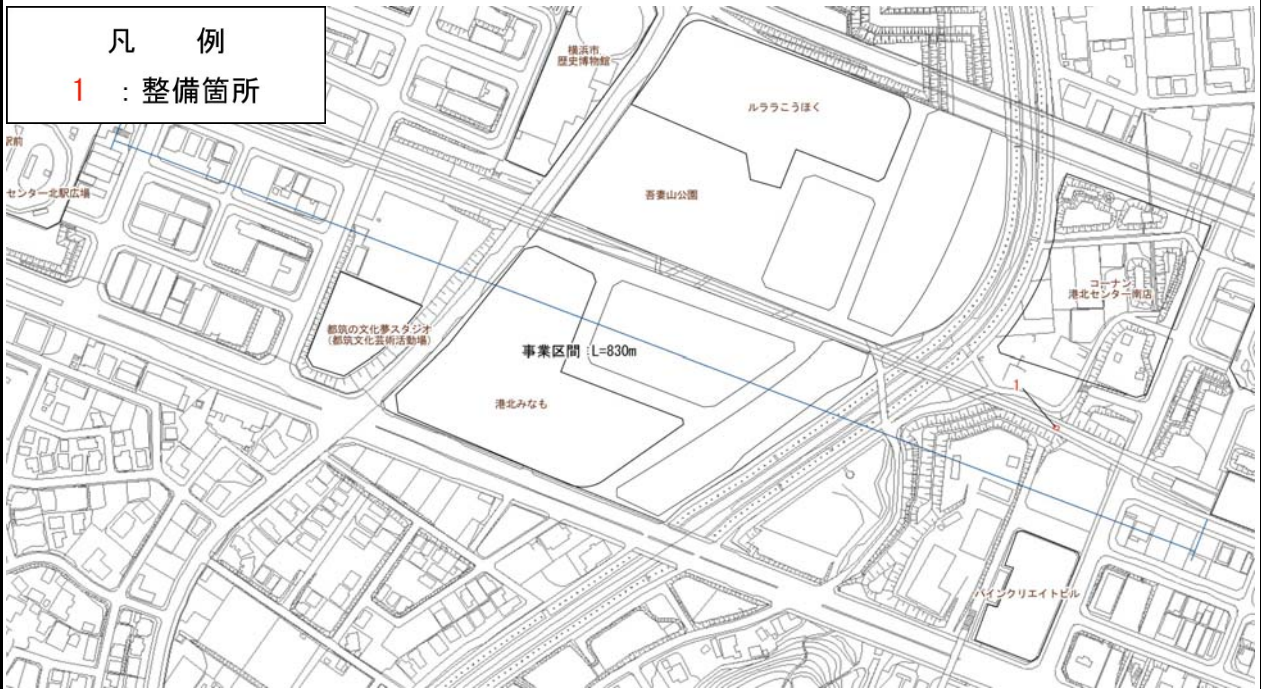 凡　例
1 ：整備箇所
横浜市
歴史博物館
ルララこうほく
駅前
センター北駅広場
吾妻山公園
コーナン
港北センター南店
都筑の文化夢スタジオ
（都筑文化芸術活動場）
事業区間：L=830m
港北みなも
1
パインクリエイトビル